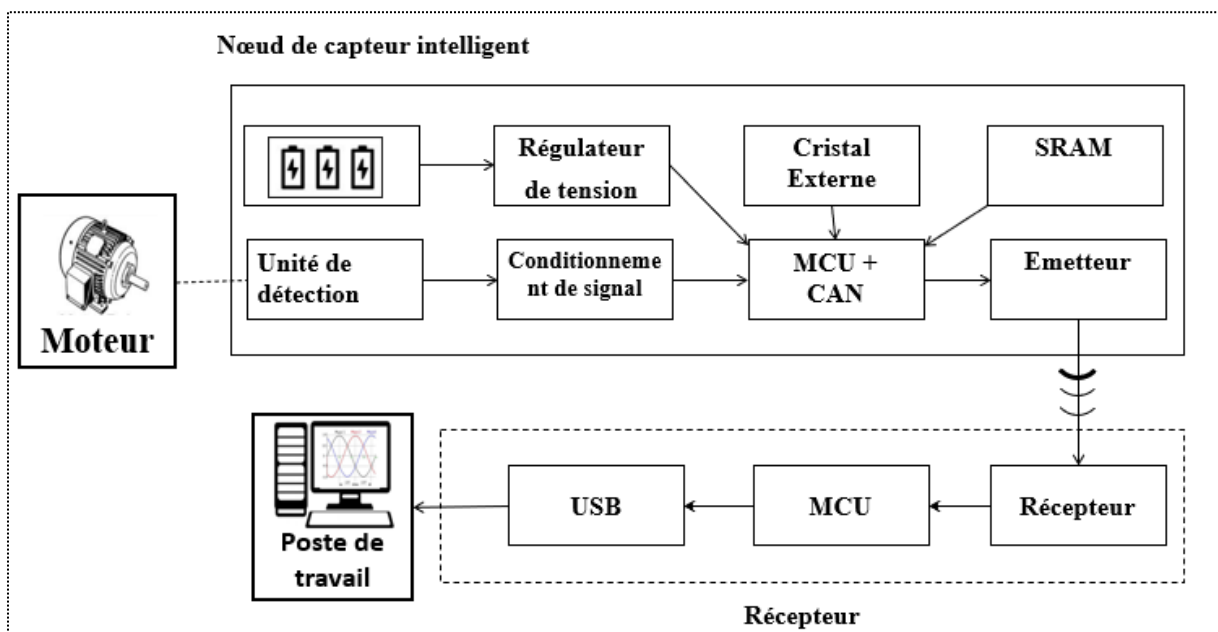 Nœud de capteur intelligent
Régulateur
de tension
Cristal
Externe
SRAM
Moteur
Unité de
détection
Conditionneme
nt de signal
MCU +
CAN
Emetteur
Poste de
travail
USB
MCU
Récepteur
Récepteur